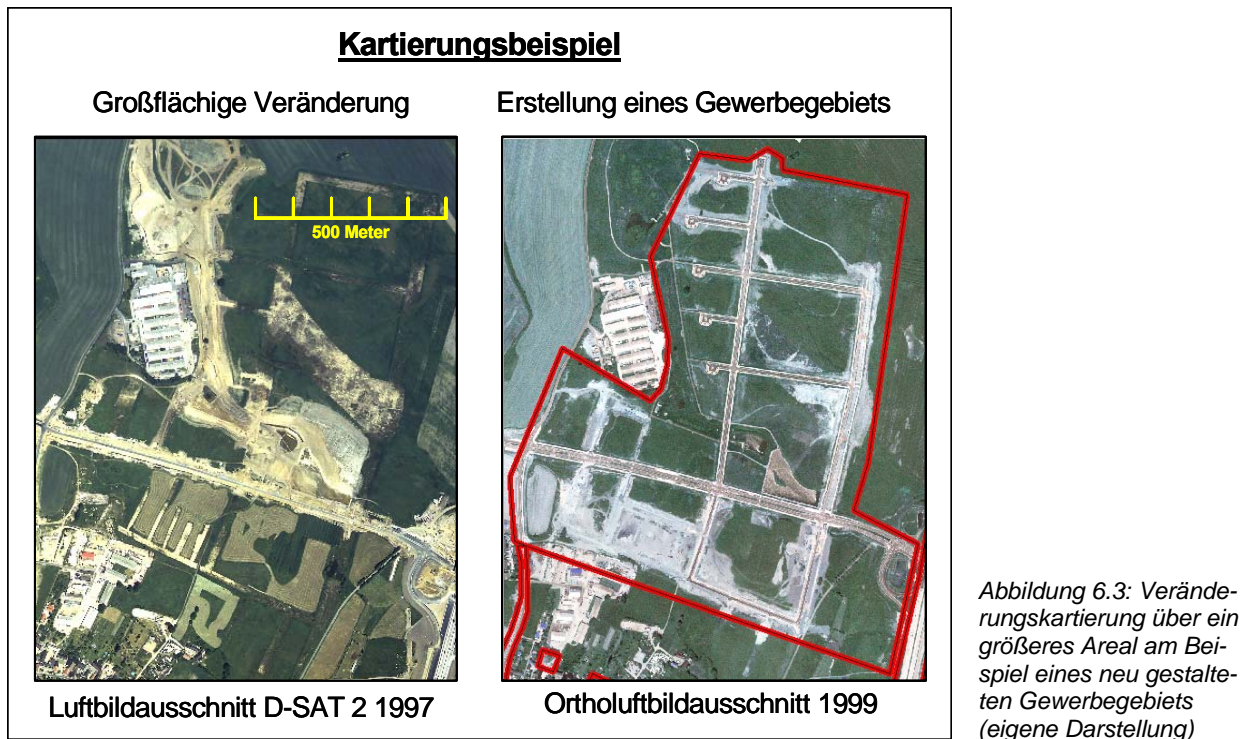 Kartierungsbeispiel
Großflächige Veränderung
Erstellung eines Gewerbegebiets
500 Meter
Luftbildausschnitt D-SAT 2 1997
Ortholuftbildausschnitt 1999
Abbildung 6.3: Verände-
rungskartierung über ein
größeres Areal am Bei-
spiel eines neu gestalte-
ten Gewerbegebiets
(eigene Darstellung)